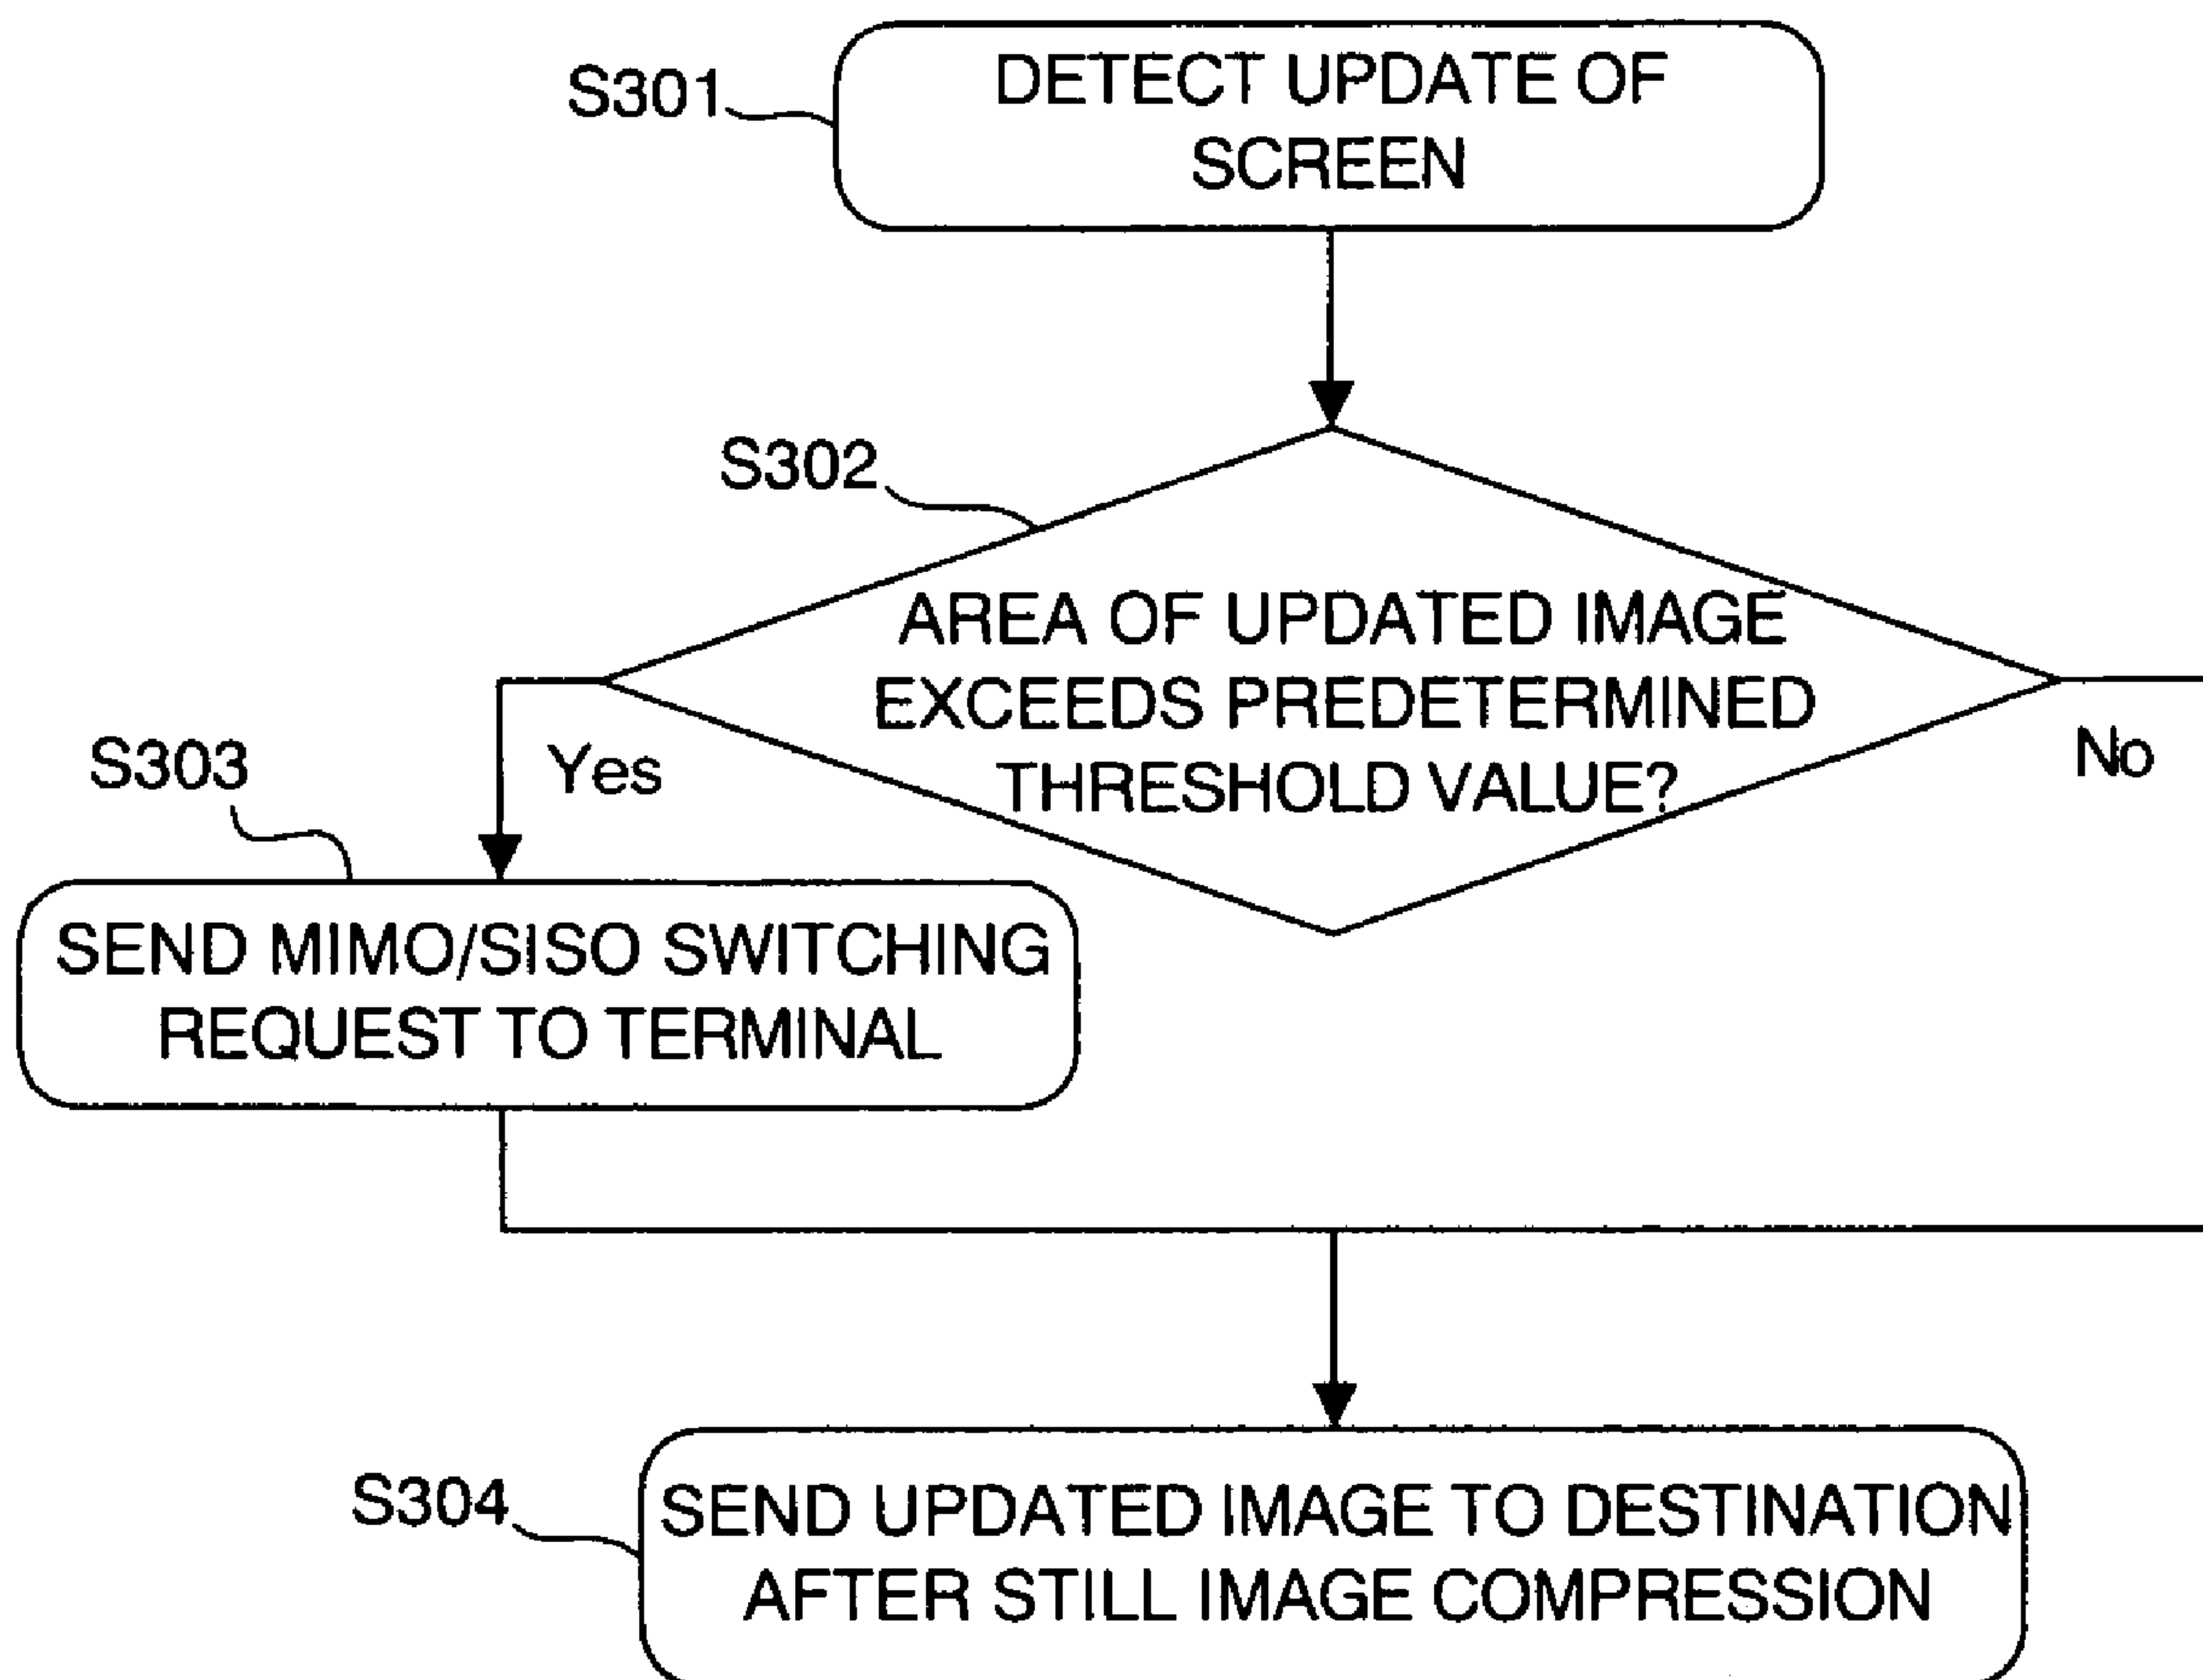 S301
DETECT UPDATE OF
SCREEN
S302
AREA OF UPDATED IMAGE
EXCEEDS PREDETERMINED
THRESHOLD VALUE?
Yes
No
S303
SEND MIMO/SISO SWITCHING
REQUEST TO TERMINAL
S304
SEND UPDATED IMAGE TO DESTINATION
AFTER STILL IMAGE COMPRESSION